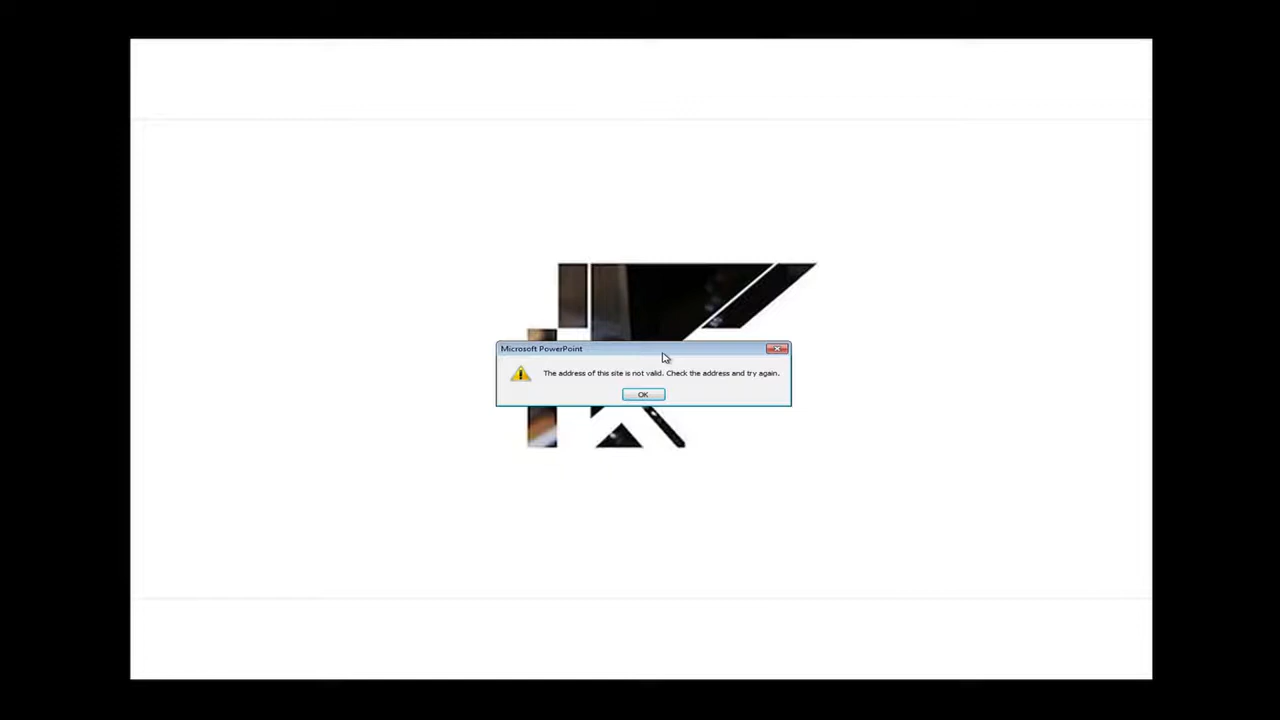 Microsoft PowerPoint
The address of this site is not valid. Check the address and try again.
OK